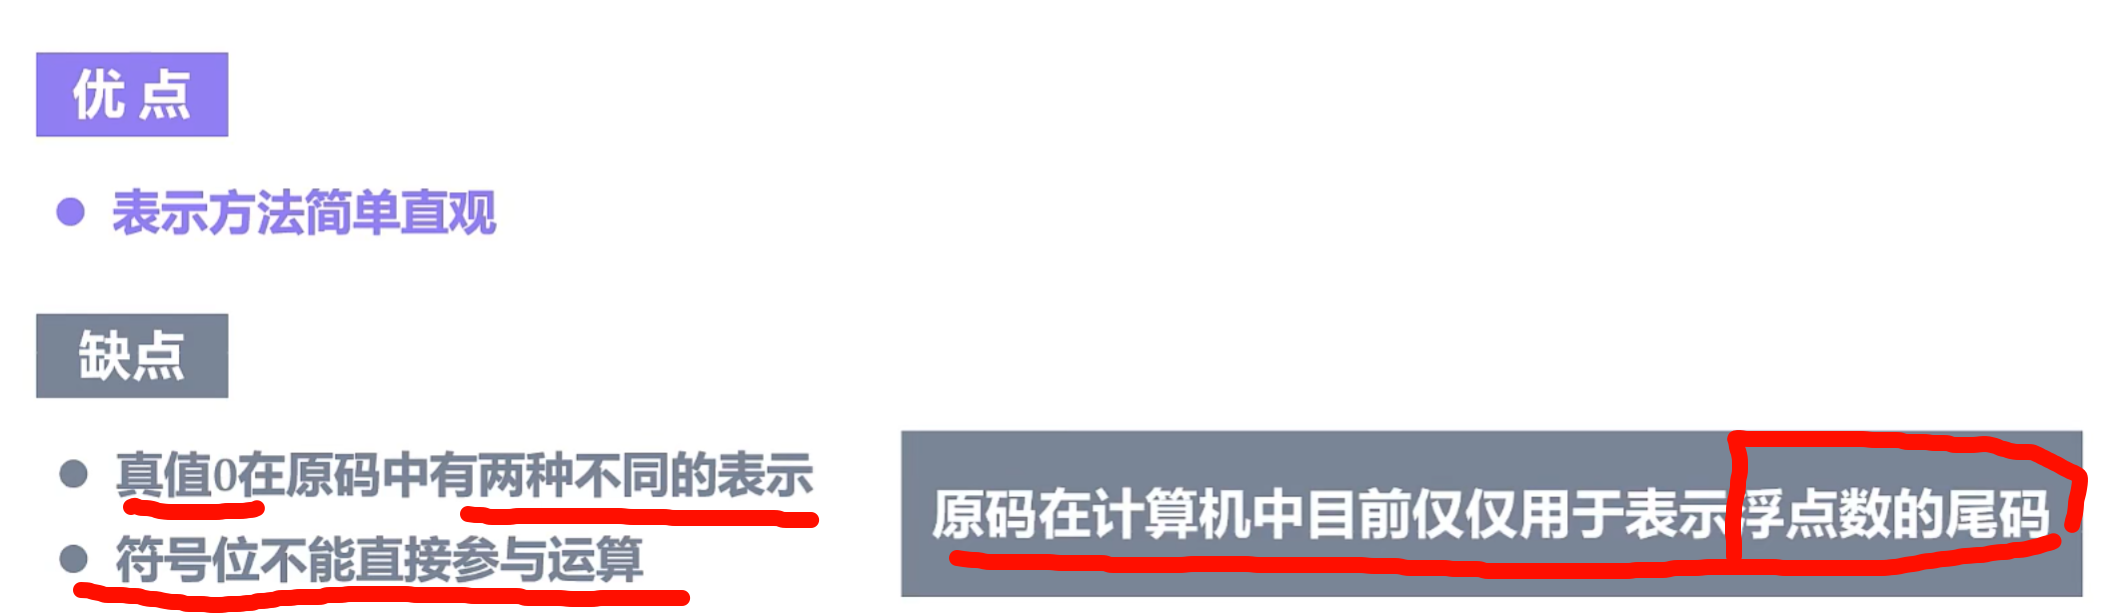 优点
● 表示方法简单直观
缺点
● 真值0在原码中有两种不同的表示
● 符号位不能直接参与运算
原码在计算机中目前仅仅用于表示浮点数的尾码